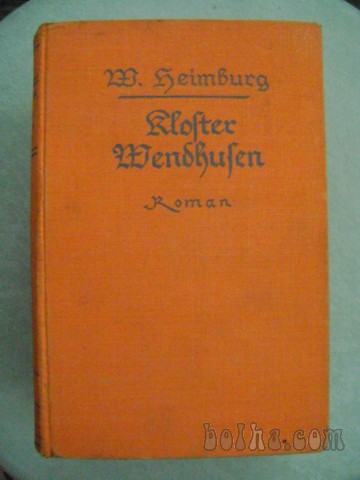 W. Heimburg
Kloster
Wendhusen
Roman
bolha.com